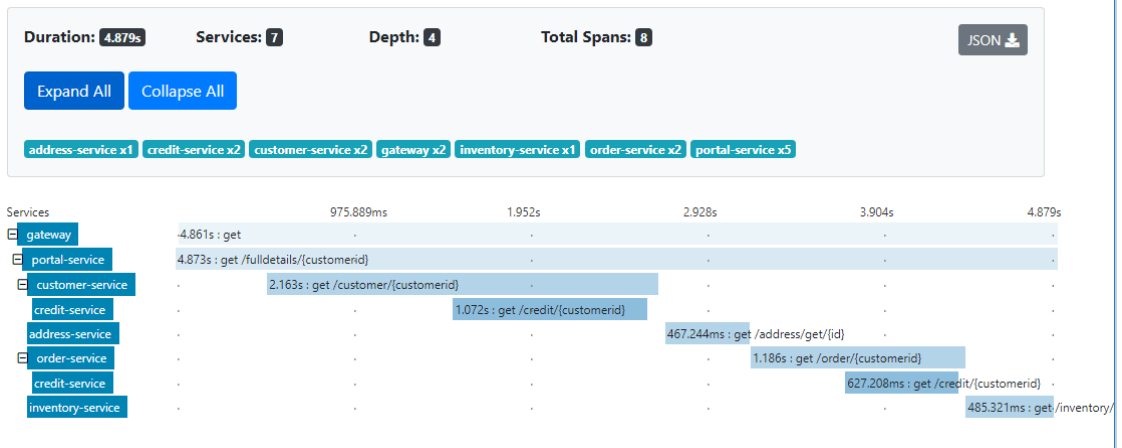 Duration: 4.879s Services: 7 Depth: 4 Total Spans: 8 JSON
Expand All Collapse All
address-service x1 credit-service x2 customer-service x2 gateway x2 inventory-service x1 order-service x2 portal-service x5
Services 975.889ms 1.952s 2.928s 3.904s 4.879s
gateway 4.861s : get
portal-service 4.873s : get /fulldetails/{customerid}
customer-service 2.163s : get /customer/{customerid}
credit-service 1.072s : get /credit/{customerid}
address-service 467.244ms : get /address/get/{id}
order-service 1.186s : get /order/{customerid}
credit-service 627.208ms : get /credit/{customerid}
inventory-service 485.321ms : get /inventory/